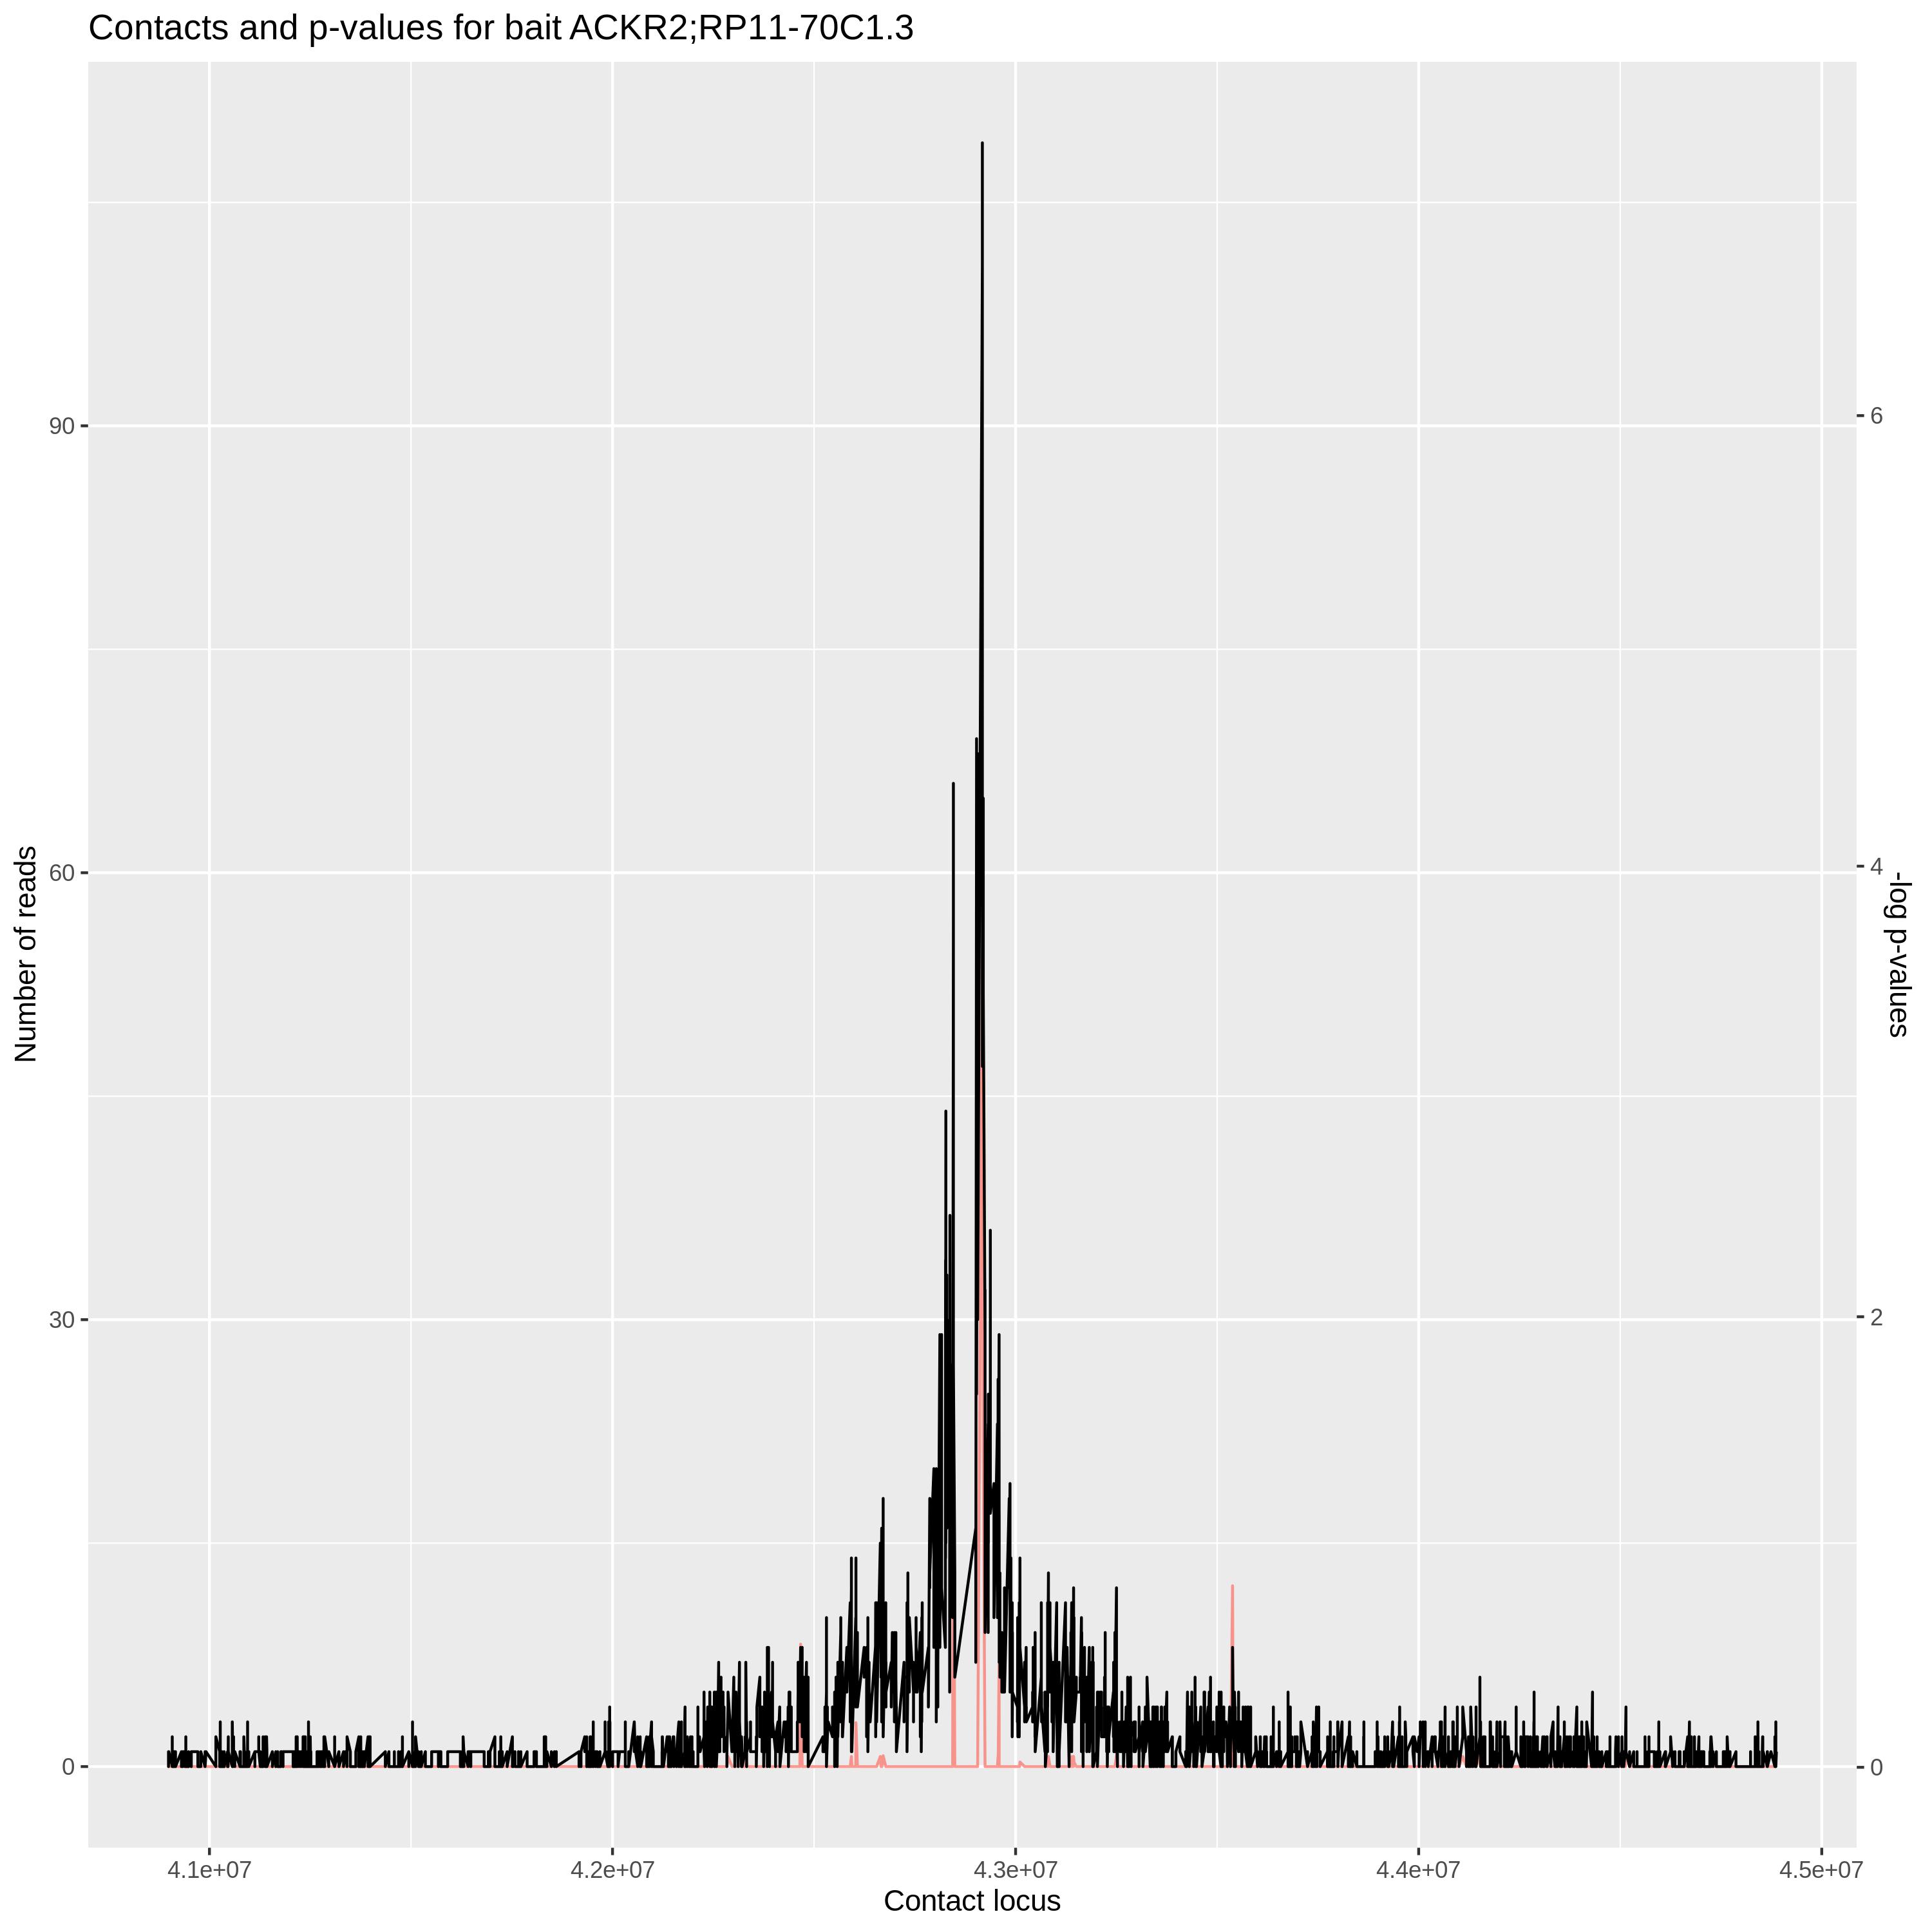 Contacts and p-values for bait ACKR2;RP11-70C1.3
90
60
30
0
Number of reads
6
4
2
0
-log p-values
4.1e+07
4.2e+07
4.3e+07
4.4e+07
4.5e+07
Contact locus